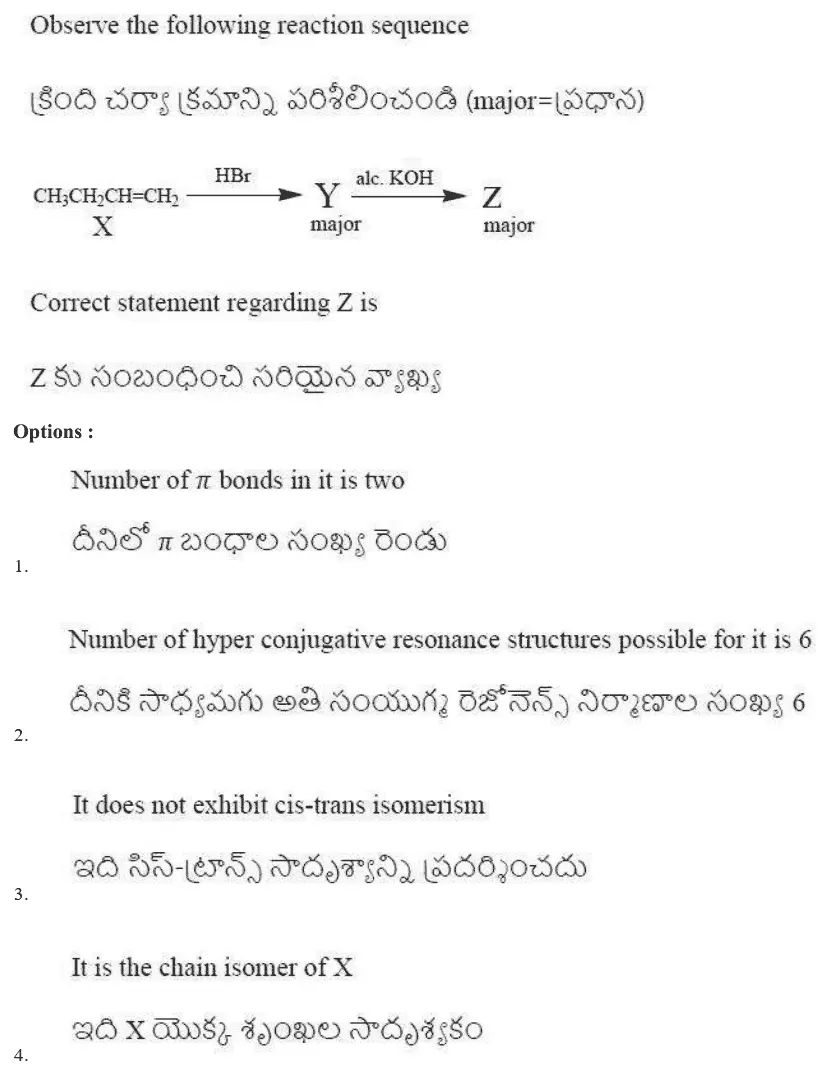 Observe the following reaction sequence
క్రింది చర్యా క్రమాన్ని పరిశీలించండి (major=ప్రధాన)
CH₃CH₂CH=CH₂ HBr Y alc. KOH Z
X major major
Correct statement regarding Z is
Z కు సంబంధించి సరియైన వ్యాఖ్య
Options :
Number of π bonds in it is two
దీనిలో π బంధాల సంఖ్య రెండు
1.
Number of hyper conjugative resonance structures possible for it is 6
దీనికి సాధ్యమగు అతి సంయుగ్మ రెజోనెన్స్ నిర్మాణాల సంఖ్య 6
2.
It does not exhibit cis-trans isomerism
ఇది సిస్-ట్రాన్స్ సాదృశ్యాన్ని ప్రదర్శించదు
3.
It is the chain isomer of X
ఇది X యొక్క శృంఖల సాదృశ్యకం
4.